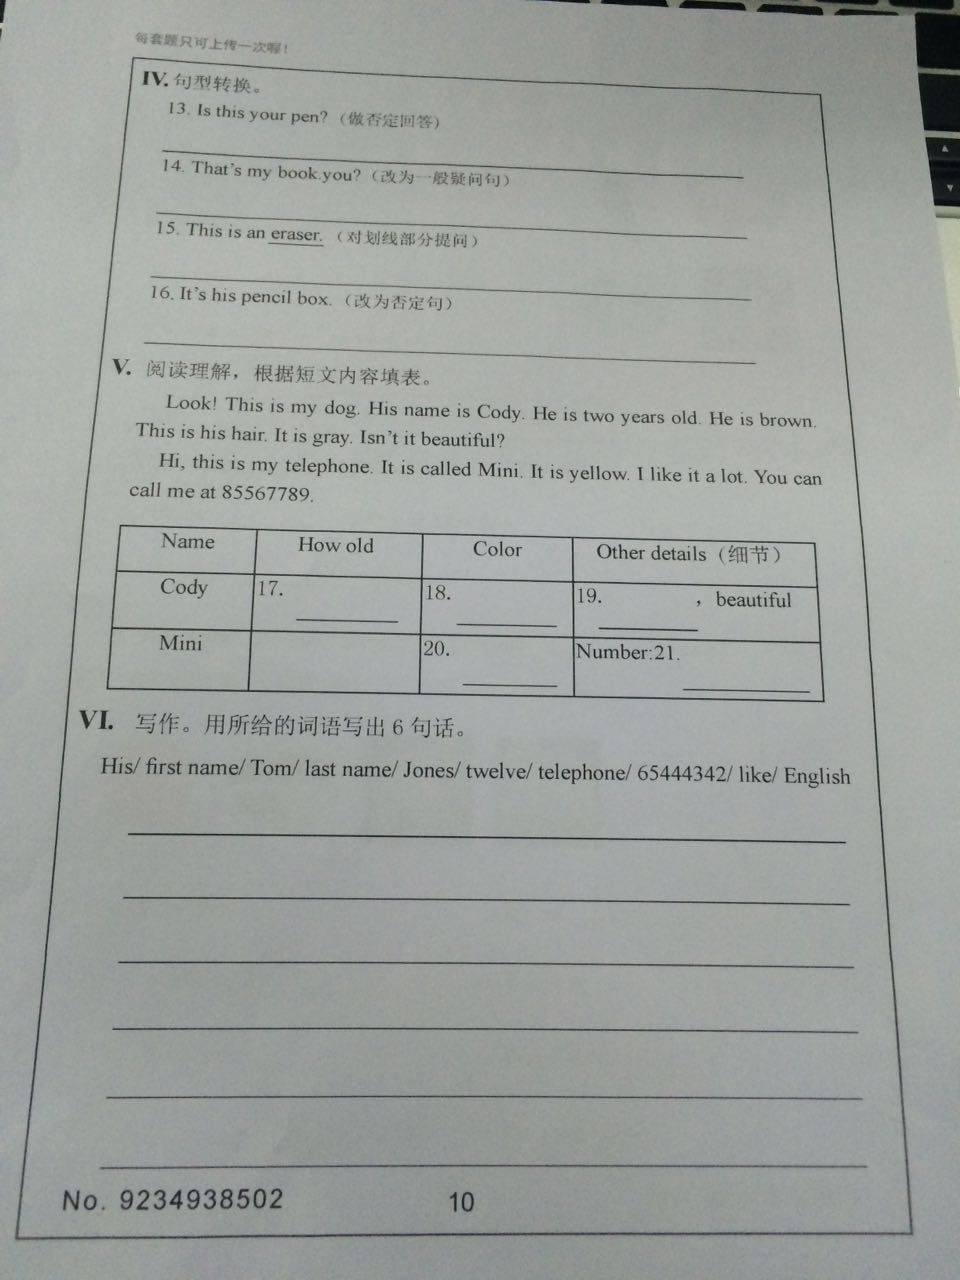 每套题只可上传一次喔！
IV. 句型转换。
13. Is this your pen?（做否定回答）
14. That's my book.you?（改为一般疑问句）
15. This is an eraser.（对划线部分提问）
16. It's his pencil box.（改为否定句）
V. 阅读理解，根据短文内容填表。
Look! This is my dog. His name is Cody. He is two years old. He is brown.
This is his hair. It is gray. Isn't it beautiful?
Hi, this is my telephone. It is called Mini. It is yellow. I like it a lot. You can
call me at 85567789.
Name How old Color Other details（细节）
Cody 17. 18. 19. ，beautiful
Mini 20. Number:21.
VI. 写作。用所给的词语写出 6 句话。
His/ first name/ Tom/ last name/ Jones/ twelve/ telephone/ 65444342/ like/ English
No. 9234938502 10